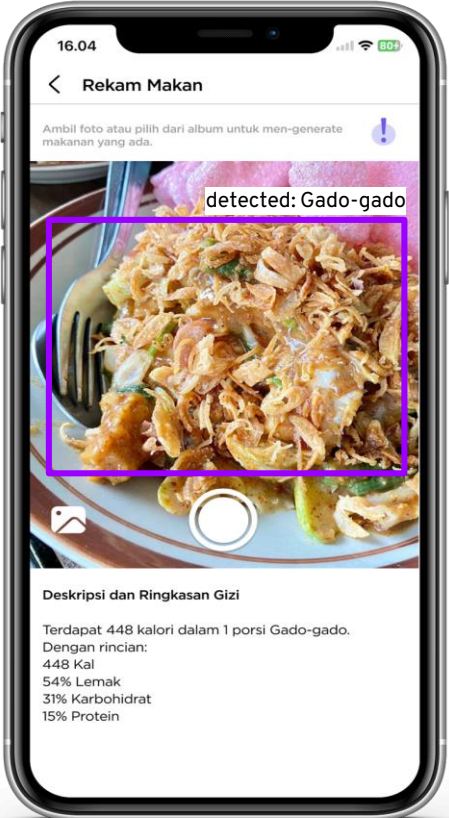 16.04
80
Rekam Makan
Ambil foto atau pilih dari album untuk men-generate
makanan yang ada.
!
detected: Gado-gado
Deskripsi dan Ringkasan Gizi
Terdapat 448 kalori dalam 1 porsi Gado-gado.
Dengan rincian:
448 Kal
54% Lemak
31% Karbohidrat
15% Protein